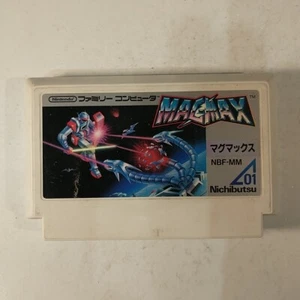 Nintendo ファミリーコンピュータ
MAGMAX TM
マグマックス
NBF-MM
01
Nichibutsu